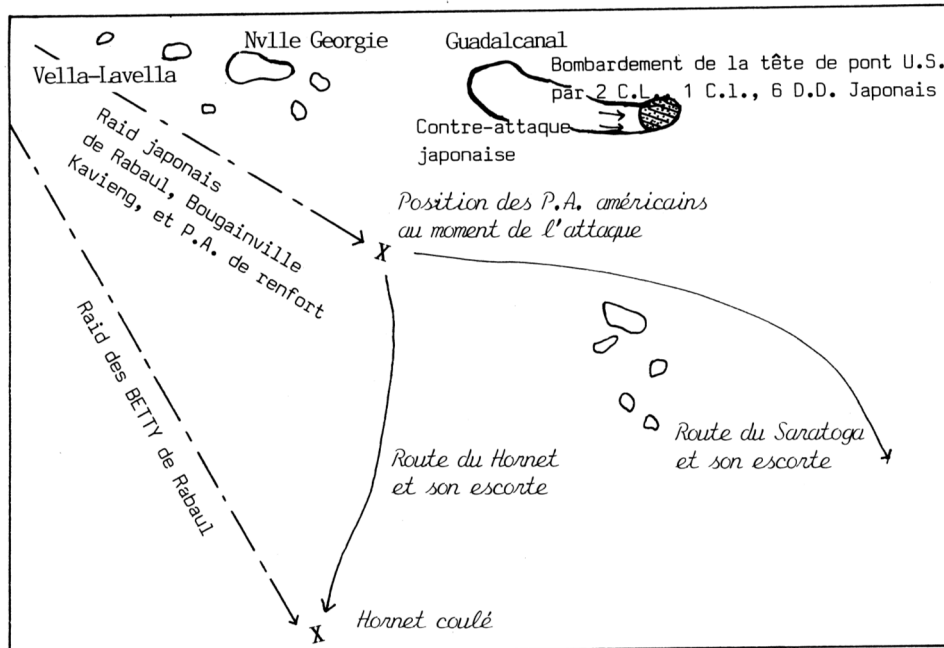 Nvlle Georgie
Guadalcanal
Vella-Lavella
Bombardement de la tête de pont U.S.
par 2 C.L., 1 C.l., 6 D.D. Japonais
Contre-attaque
japonaise
Raid japonais
de Rabaul, Bougainville
Kavieng, et P.A. de renfort
Position des P.A. américains
au moment de l'attaque
X
Raid des BETTY de Rabaul
Route du Hornet
et son escorte
Route du Saratoga
et son escorte
X
Hornet coulé